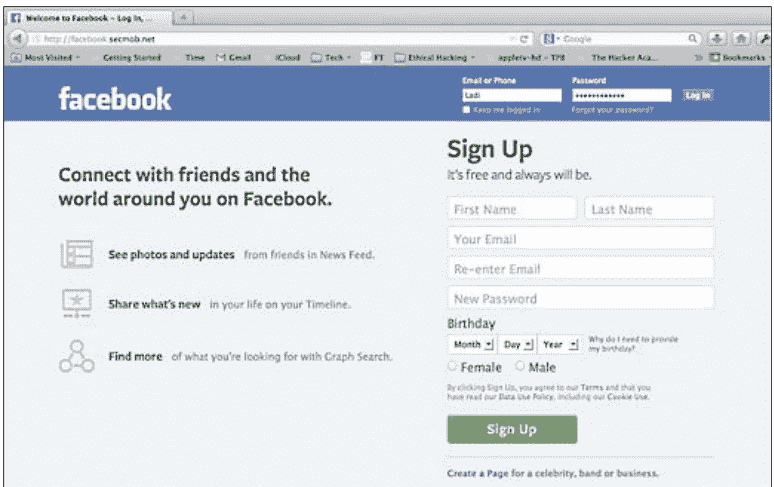 Welcome to Facebook - Log In, ...
http://facebook.secmob.net
Google
Most Visited
Getting Started
Time
Gmail
iCloud
Tech
FT
Ethical Hacking
appletv-hd - TPB
The Hacker Aca...
Bookmarks
facebook
Email or Phone
Password
Ladi
••••••••••••
Log In
Keep me logged in
Forgot your password?
Connect with friends and the
world around you on Facebook.
See photos and updates from friends in News Feed.
Share what's new in your life on your Timeline.
Find more of what you're looking for with Graph Search.
Sign Up
It's free and always will be.
First Name
Last Name
Your Email
Re-enter Email
New Password
Birthday
Month
Day
Year
Why do I need to provide
my birthday?
Female
Male
By clicking Sign Up, you agree to our Terms and that you
have read our Data Use Policy, including our Cookie Use.
Sign Up
Create a Page for a celebrity, band or business.